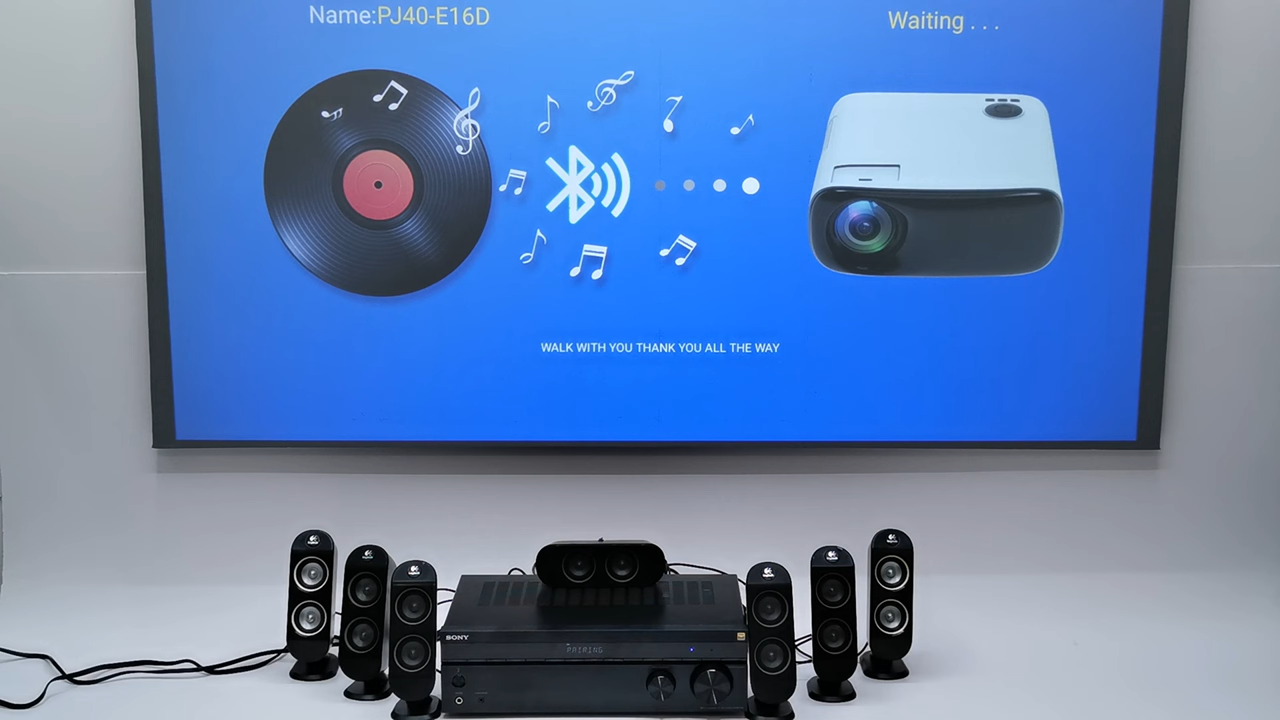 Name:PJ40-E16D
Waiting . . .
WALK WITH YOU THANK YOU ALL THE WAY
SONY
PAIRING